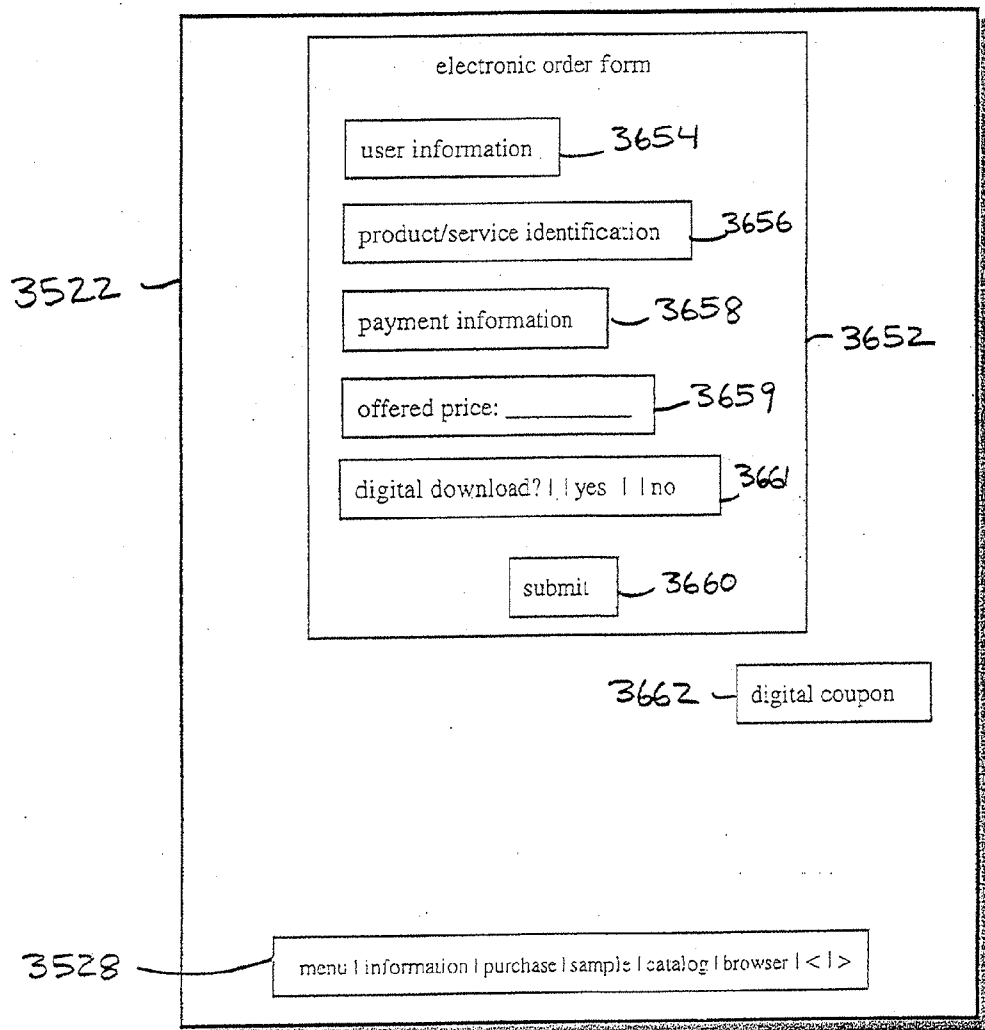 electronic order form
user information 3654
product/service identification 3656
3522
payment information 3658
3652
offered price: ____________ 3659
digital download? | | yes | | no 3661
submit 3660
3662 digital coupon
3528 menu | information | purchase | sample | catalog | browser | < | >